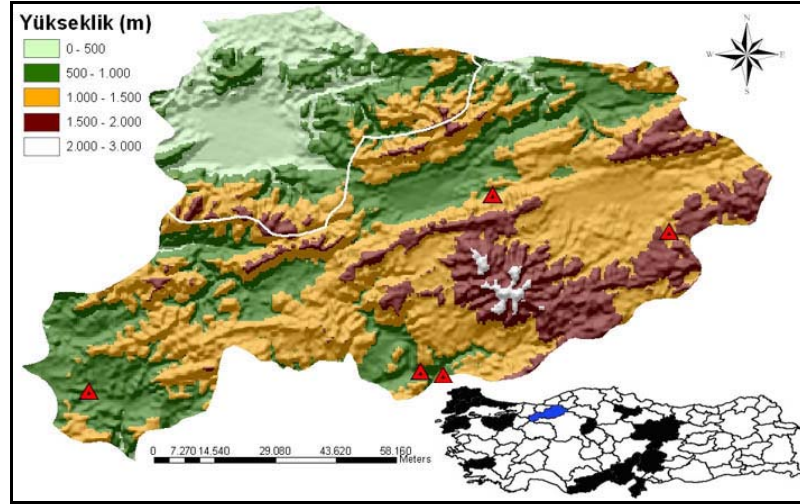 Yükseklik (m)
0 - 500
500 - 1.000
1.000 - 1.500
1.500 - 2.000
2.000 - 3.000
N
W
E
S
0 7.270 14.540 29.080 43.620 58.160
Meters